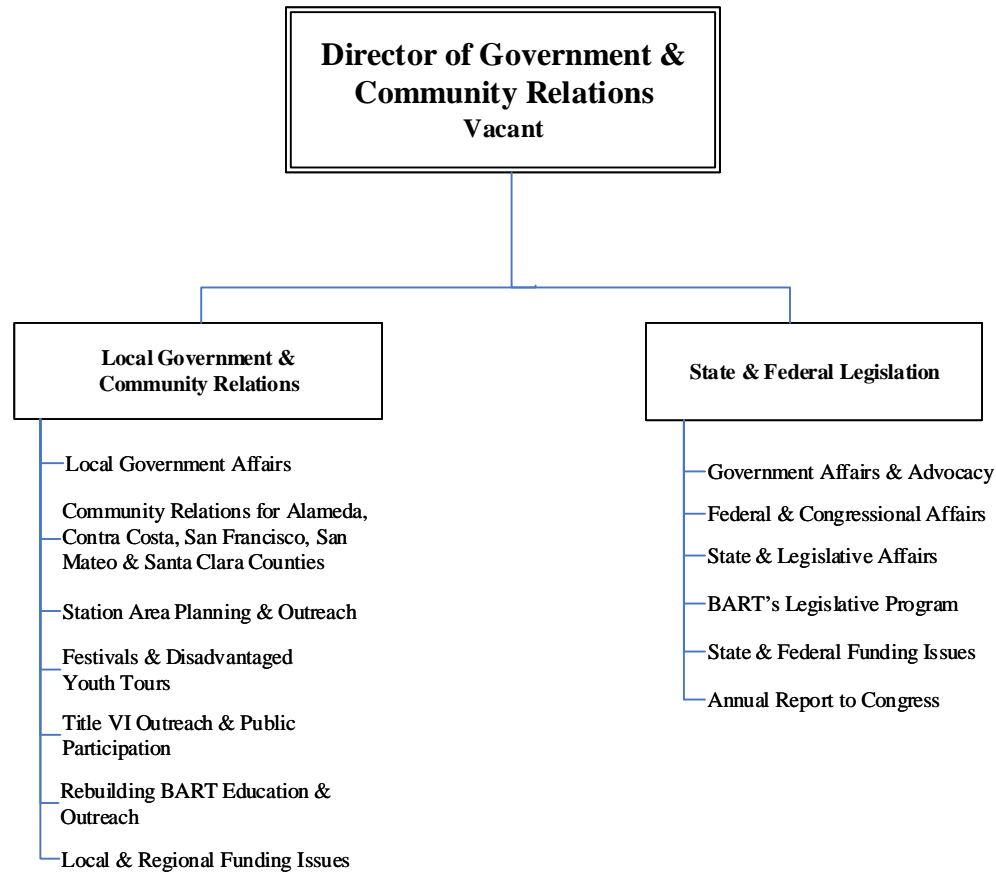 Director of Government &
Community Relations
Vacant
Local Government &
Community Relations
Local Government Affairs
Community Relations for Alameda,
Contra Costa, San Francisco, San
Mateo & Santa Clara Counties
Station Area Planning & Outreach
Festivals & Disadvantaged
Youth Tours
Title VI Outreach & Public
Participation
Rebuilding BART Education &
Outreach
Local & Regional Funding Issues
State & Federal Legislation
Government Affairs & Advocacy
Federal & Congressional Affairs
State & Legislative Affairs
BART's Legislative Program
State & Federal Funding Issues
Annual Report to Congress